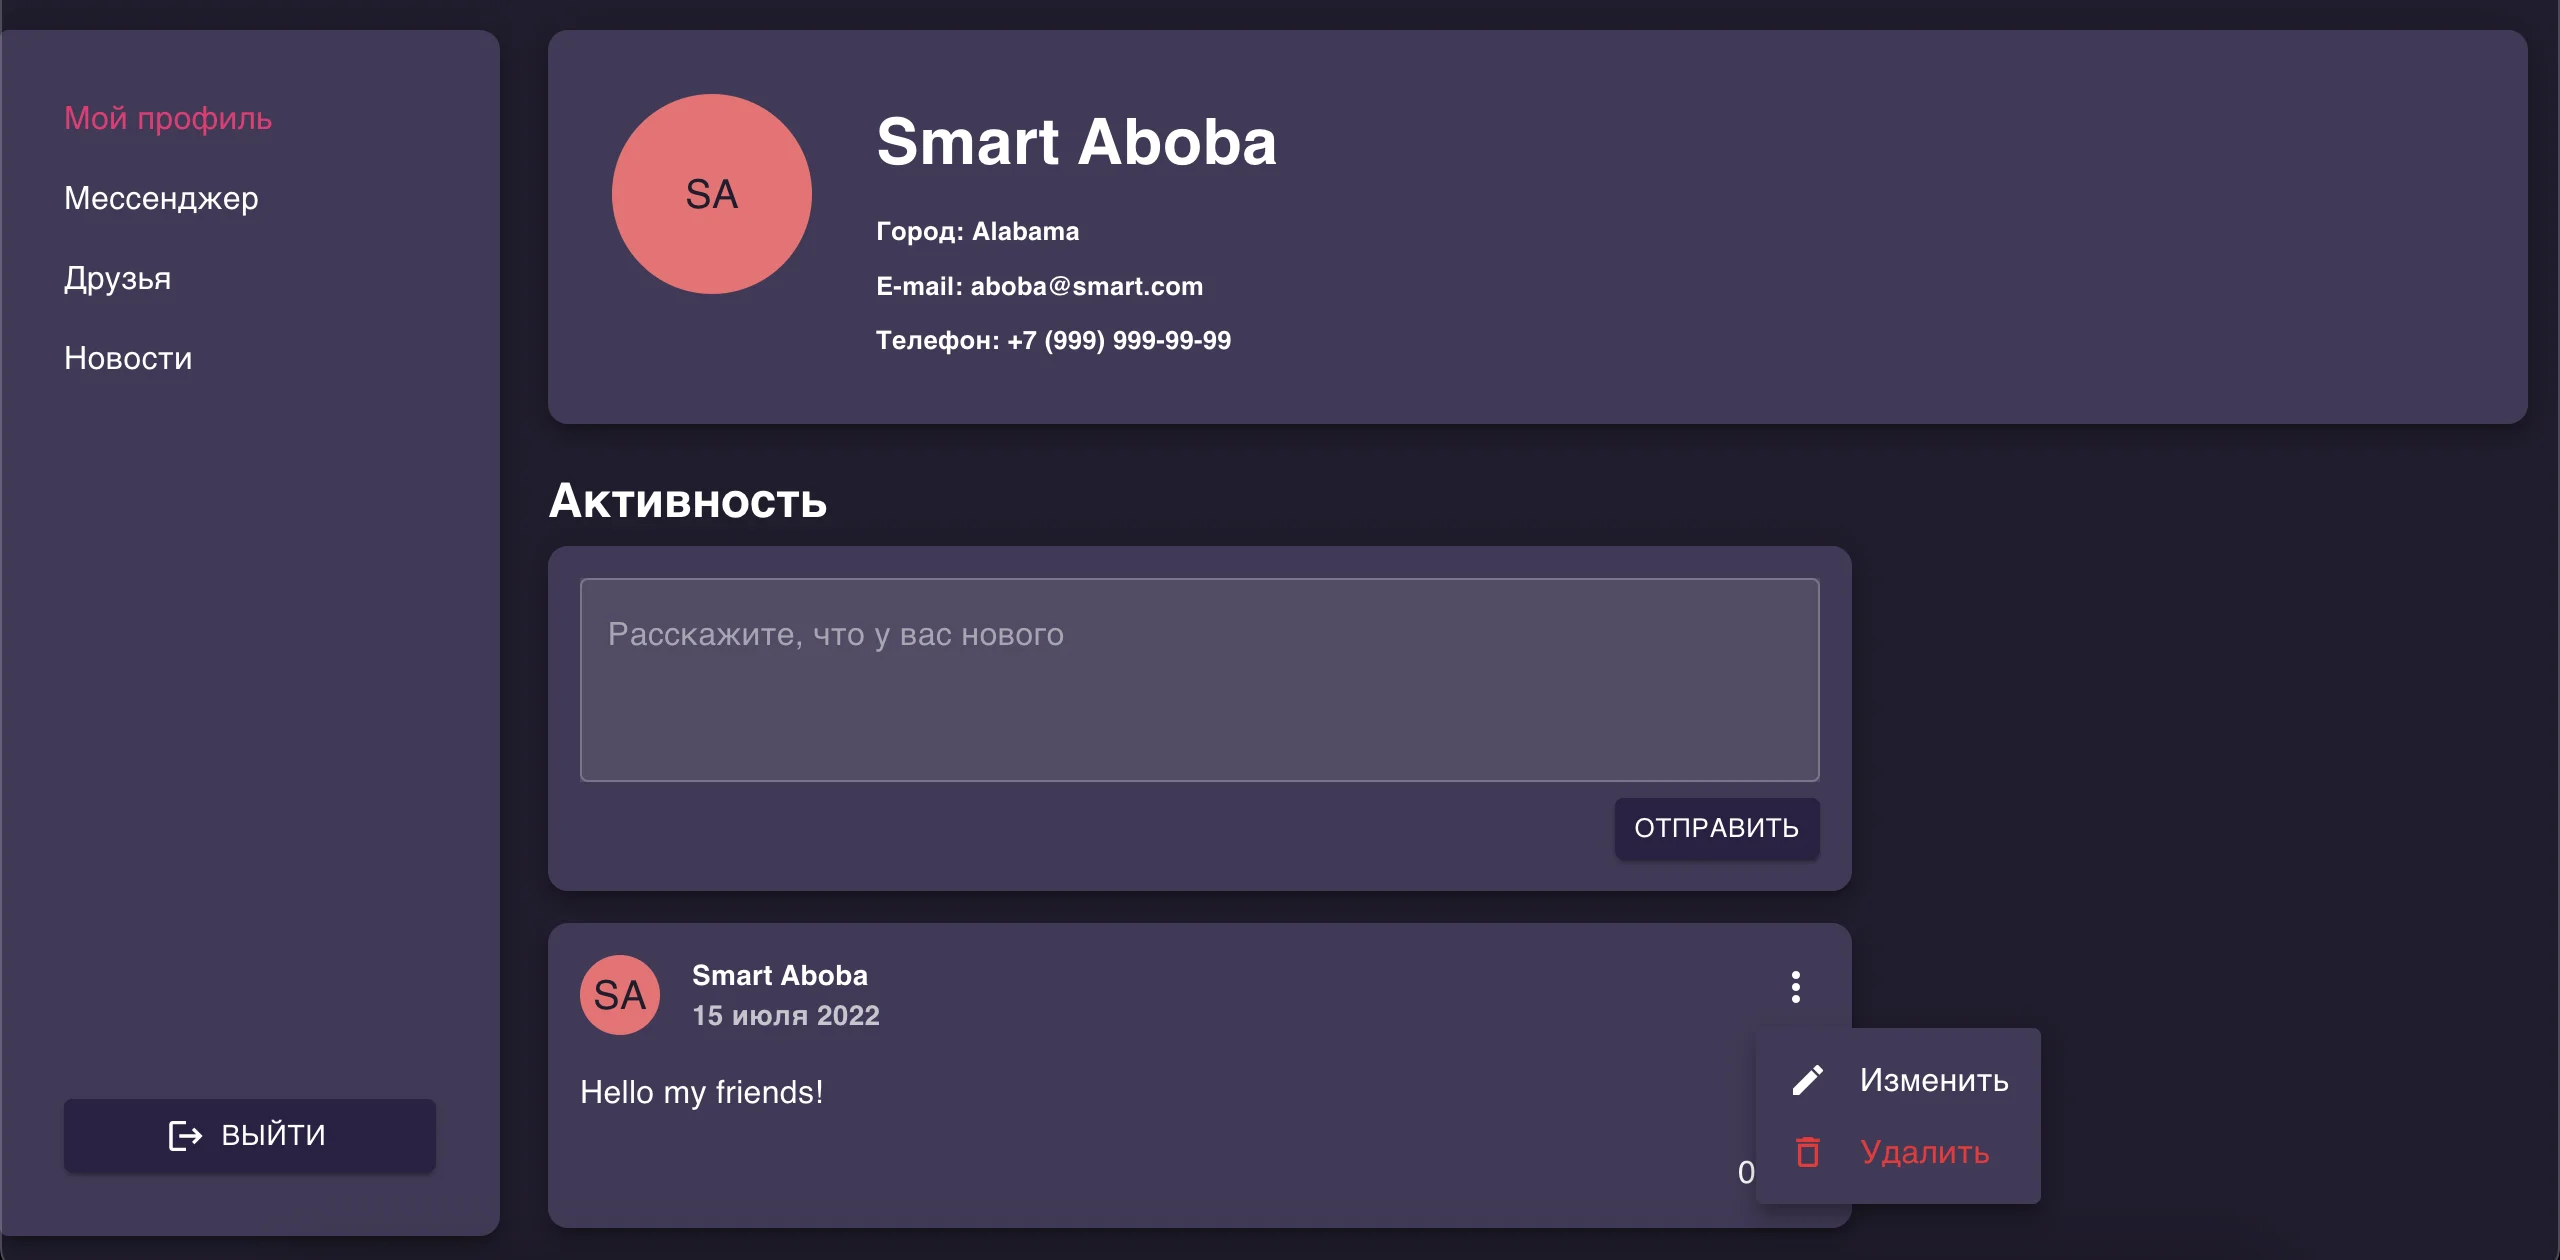 Мой профиль
Мессенджер
Друзья
Новости
ВЫЙТИ
SA
Smart Aboba
Город: Alabama
E-mail: aboba@smart.com
Телефон: +7 (999) 999-99-99
Активность
Расскажите, что у вас нового
ОТПРАВИТЬ
SA
Smart Aboba
15 июля 2022
Hello my friends!
0
Изменить
Удалить